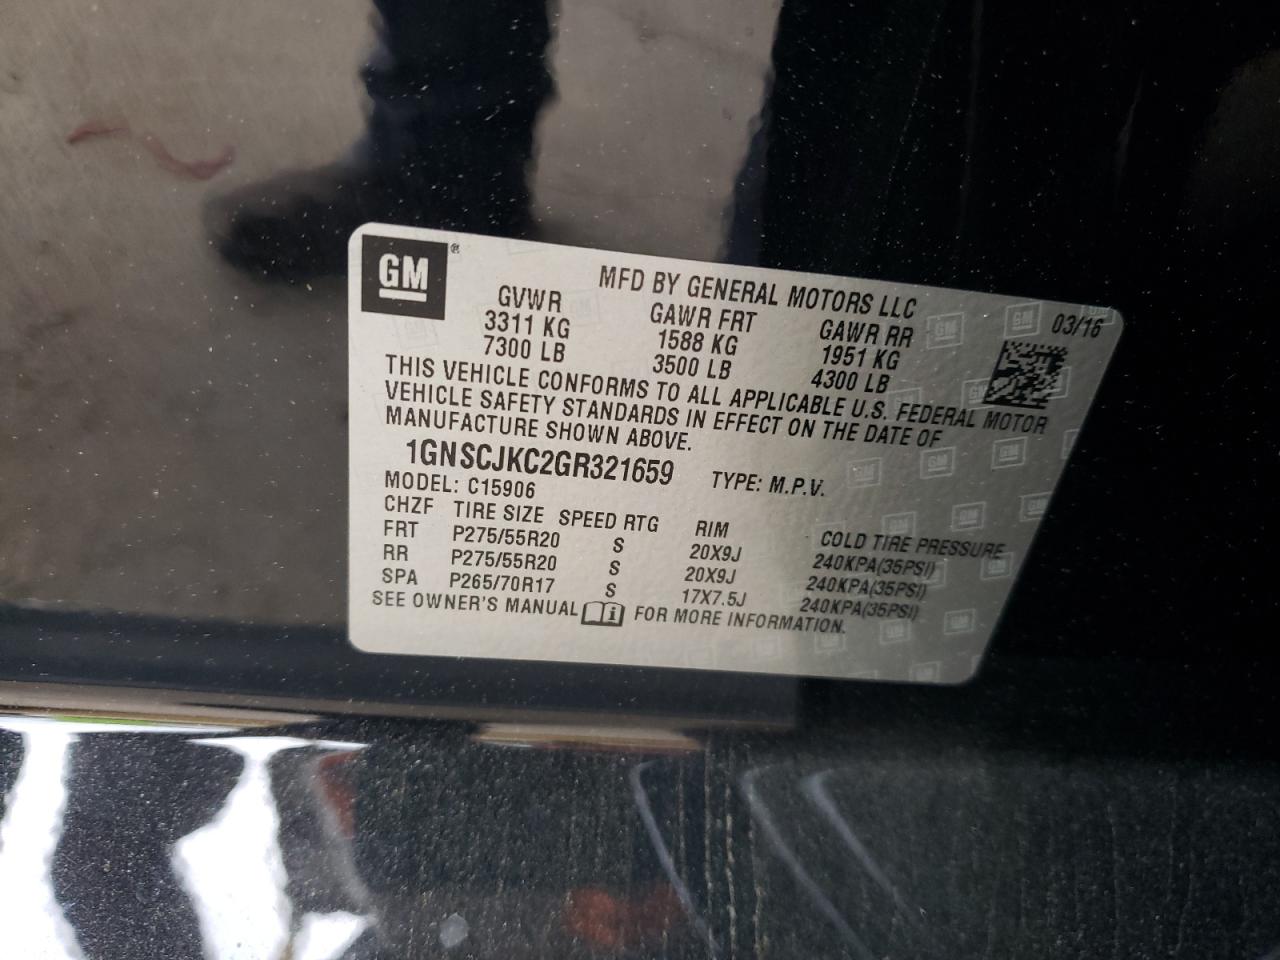 GM®
MFD BY GENERAL MOTORS LLC
03/16
GVWR GAWR FRT GAWR RR
3311 KG 1588 KG 1951 KG
7300 LB 3500 LB 4300 LB
THIS VEHICLE CONFORMS TO ALL APPLICABLE U.S. FEDERAL MOTOR
VEHICLE SAFETY STANDARDS IN EFFECT ON THE DATE OF
MANUFACTURE SHOWN ABOVE.
1GNSCJKC2GR321659 TYPE: M.P.V.
MODEL: C15906
CHZF TIRE SIZE SPEED RTG RIM COLD TIRE PRESSURE
FRT P275/55R20 S 20X9J 240KPA(35PSI)
RR P275/55R20 S 20X9J 240KPA(35PSI)
SPA P265/70R17 S 17X7.5J 240KPA(35PSI)
SEE OWNER'S MANUAL i FOR MORE INFORMATION.